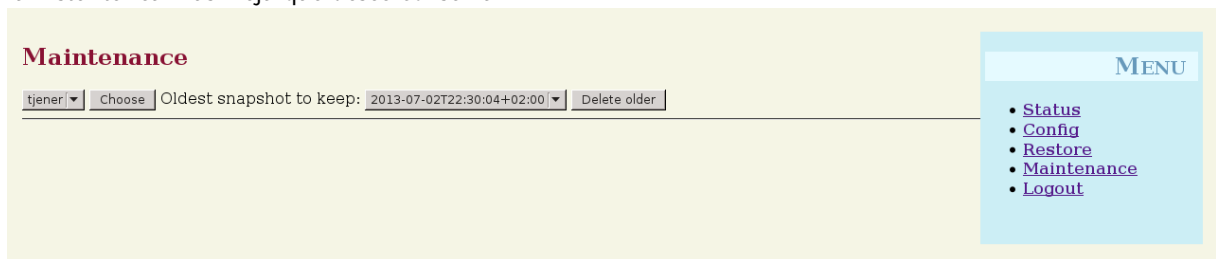 Maintenance
tjener Choose Oldest snapshot to keep: 2013-07-02T22:30:04+02:00 Delete older
MENU
Status
Config
Restore
Maintenance
Logout